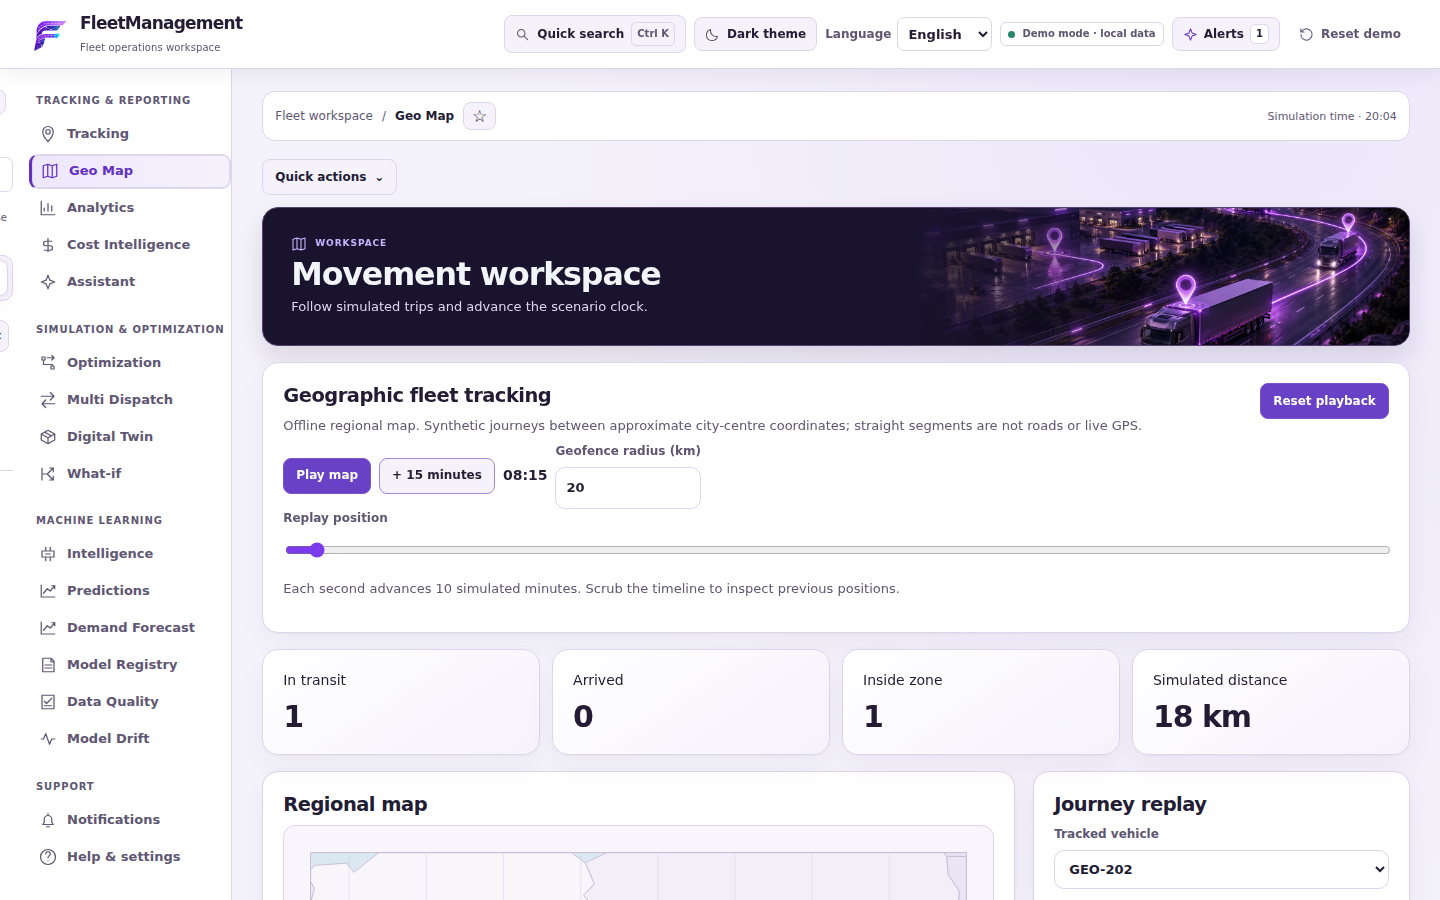 FleetManagement
Fleet operations workspace
Quick search Ctrl K
Dark theme
Language
English
Demo mode · local data
Alerts 1
Reset demo
TRACKING & REPORTING
Tracking
Geo Map
Analytics
Cost Intelligence
Assistant
SIMULATION & OPTIMIZATION
Optimization
Multi Dispatch
Digital Twin
What-if
MACHINE LEARNING
Intelligence
Predictions
Demand Forecast
Model Registry
Data Quality
Model Drift
SUPPORT
Notifications
Help & settings
Fleet workspace / Geo Map
Simulation time · 20:04
Quick actions
WORKSPACE
Movement workspace
Follow simulated trips and advance the scenario clock.
Geographic fleet tracking
Reset playback
Offline regional map. Synthetic journeys between approximate city-centre coordinates; straight segments are not roads or live GPS.
Play map
+ 15 minutes
08:15
Geofence radius (km)
20
Replay position
Each second advances 10 simulated minutes. Scrub the timeline to inspect previous positions.
In transit
1
Arrived
0
Inside zone
1
Simulated distance
18 km
Regional map
Journey replay
Tracked vehicle
GEO-202